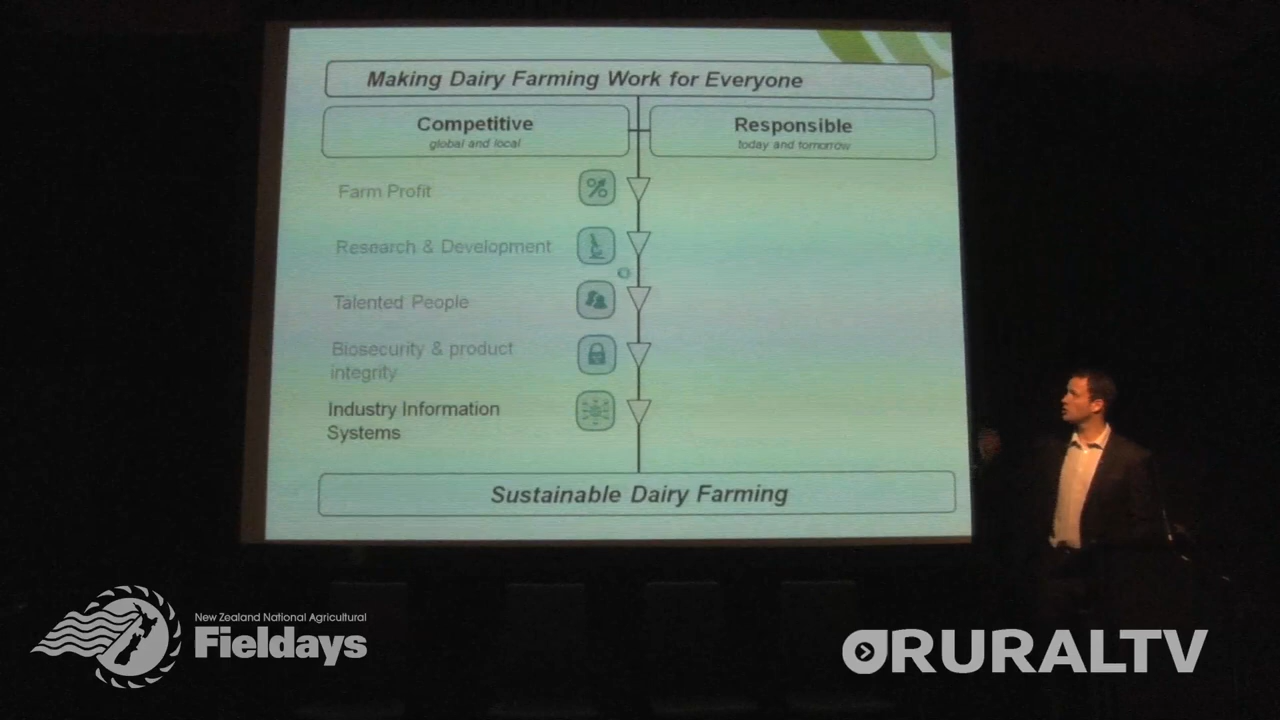 Making Dairy Farming Work for Everyone
Competitive
global and local
Responsible
today and tomorrow
Farm Profit
Research & Development
Talented People
Biosecurity & product
integrity
Industry Information
Systems
Sustainable Dairy Farming
New Zealand National Agricultural
Fieldays
RURALTV